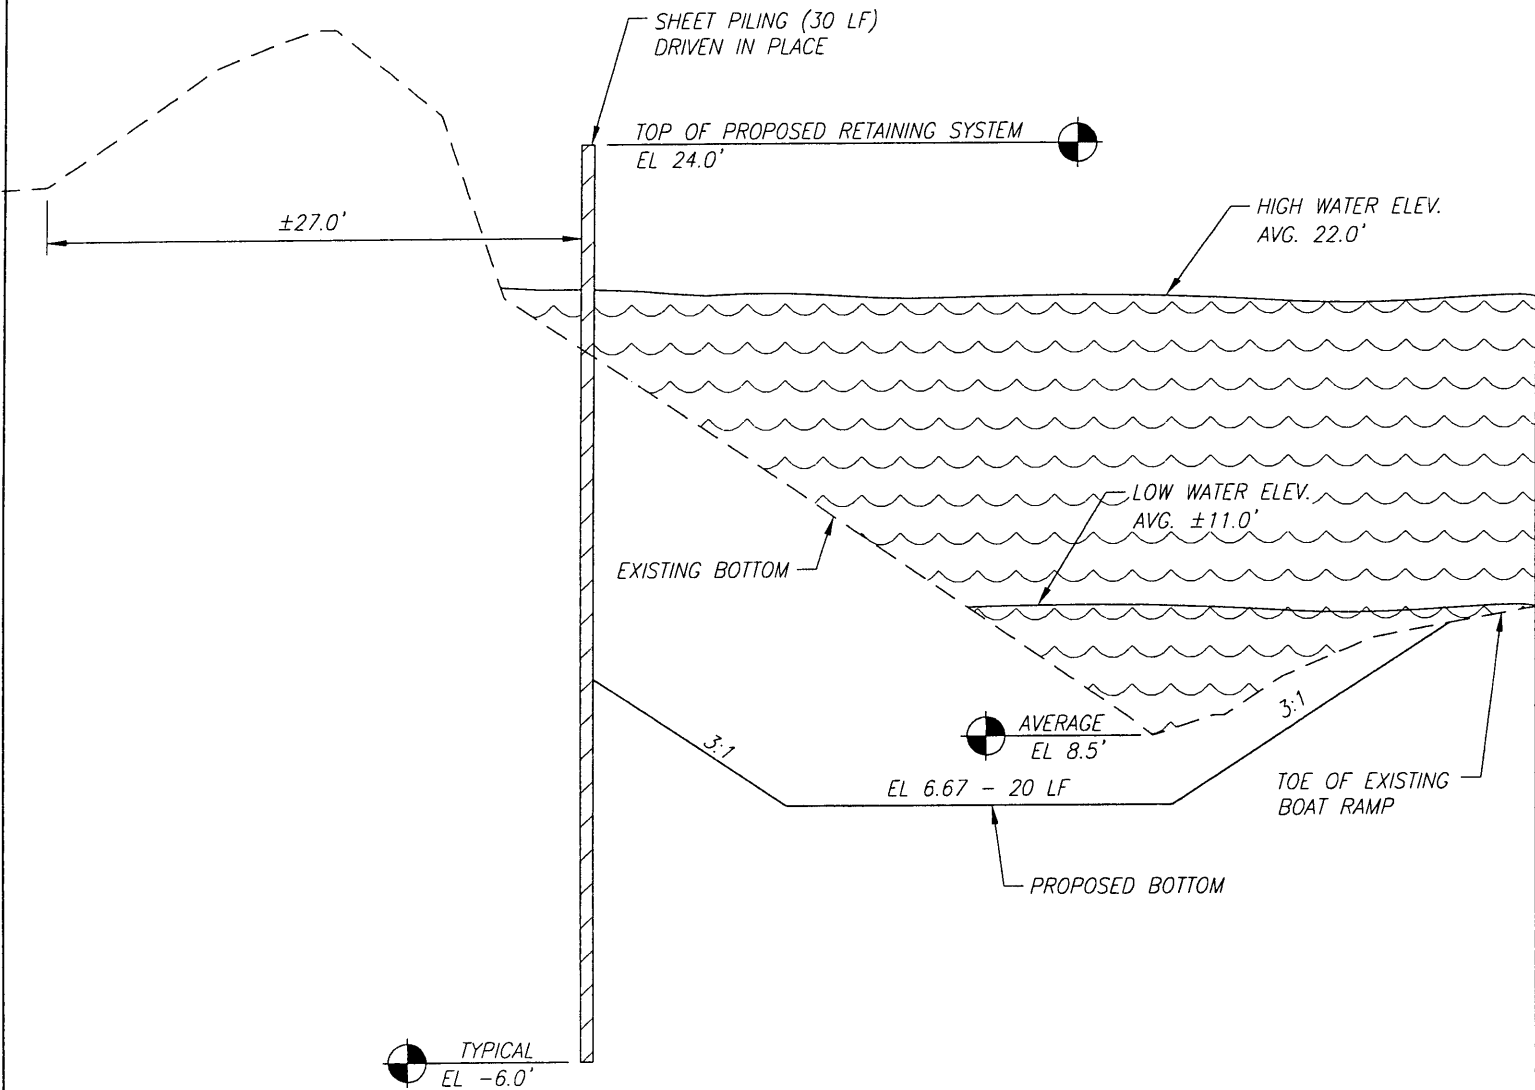 SHEET PILING (30 LF)
DRIVEN IN PLACE
TOP OF PROPOSED RETAINING SYSTEM
EL 24.0'
±27.0'
HIGH WATER ELEV.
AVG. 22.0'
LOW WATER ELEV.
AVG. ±11.0'
EXISTING BOTTOM
3:1
3:1
AVERAGE
EL 8.5'
EL 6.67 - 20 LF
TOE OF EXISTING
BOAT RAMP
PROPOSED BOTTOM
TYPICAL
EL -6.0'